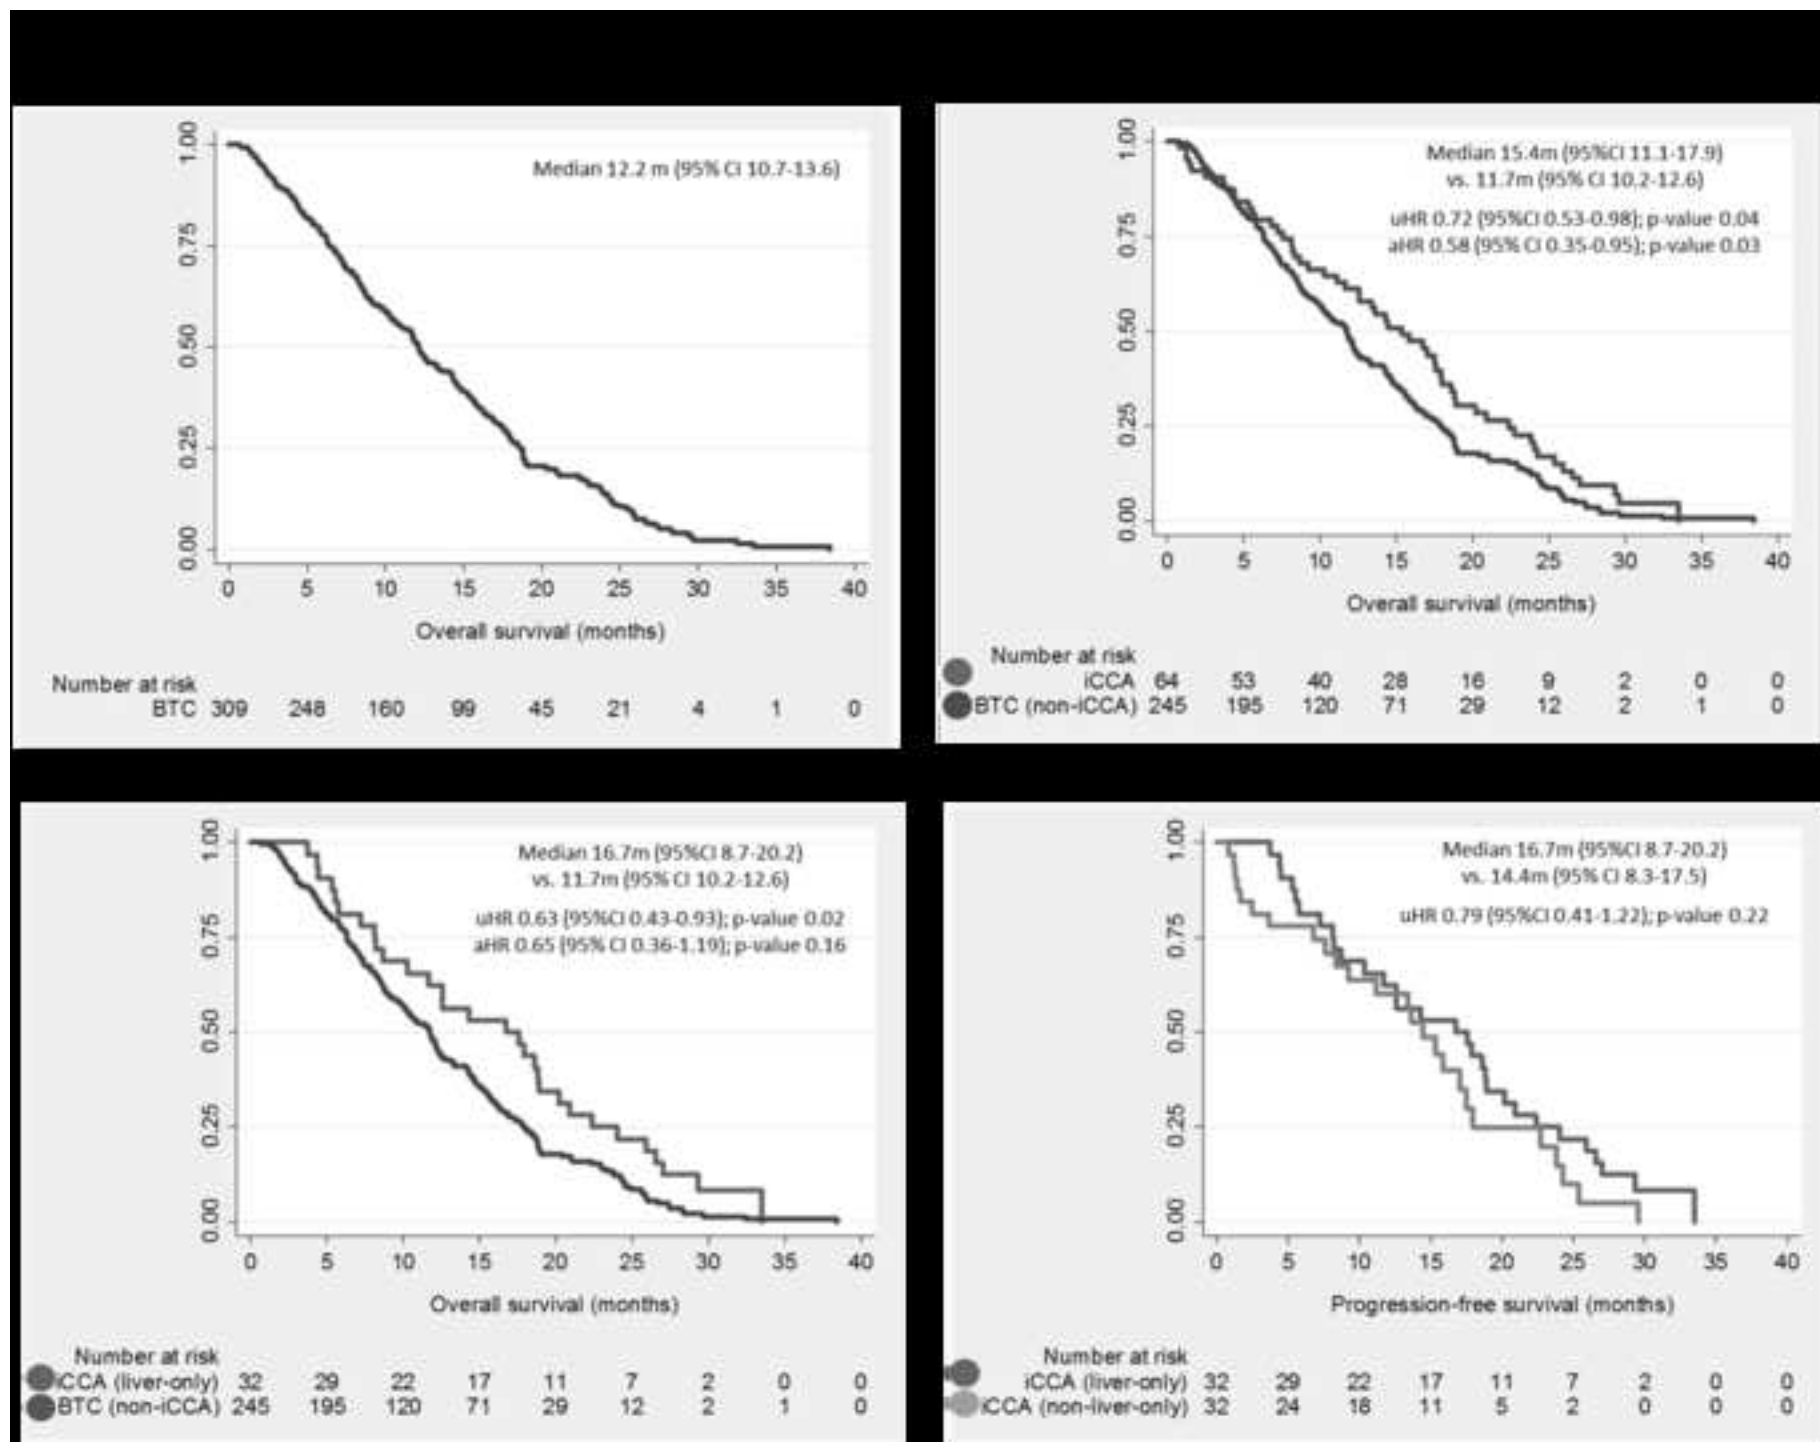 Median 12.2 m (95% CI 10.7-13.6)
1.00
0.75
0.50
0.25
0.00
0 5 10 15 20 25 30 35 40
Overall survival (months)
Number at risk
BTC 309 248 160 99 45 21 4 1 0
Median 15.4m (95%CI 11.1-17.9)
vs. 11.7m (95% CI 10.2-12.6)
uHR 0.72 (95%CI 0.53-0.98); p-value 0.04
aHR 0.58 (95% CI 0.35-0.95); p-value 0.03
1.00
0.75
0.50
0.25
0.00
0 5 10 15 20 25 30 35 40
Overall survival (months)
Number at risk
iCCA 64 53 40 28 16 9 2 0 0
BTC (non-iCCA) 245 195 120 71 29 12 2 1 0
Median 16.7m (95%CI 8.7-20.2)
vs. 11.7m (95% CI 10.2-12.6)
uHR 0.63 (95%CI 0.43-0.93); p-value 0.02
aHR 0.65 (95% CI 0.36-1.19); p-value 0.16
1.00
0.75
0.50
0.25
0.00
0 5 10 15 20 25 30 35 40
Overall survival (months)
Number at risk
iCCA (liver-only) 32 29 22 17 11 7 2 0 0
BTC (non-iCCA) 245 195 120 71 29 12 2 1 0
Median 16.7m (95%CI 8.7-20.2)
vs. 14.4m (95% CI 8.3-17.5)
uHR 0.79 (95%CI 0.41-1.22); p-value 0.22
1.00
0.75
0.50
0.25
0.00
0 5 10 15 20 25 30 35 40
Progression-free survival (months)
Number at risk
iCCA (liver-only) 32 29 22 17 11 7 2 0 0
iCCA (non-liver-only) 32 24 18 11 5 2 0 0 0